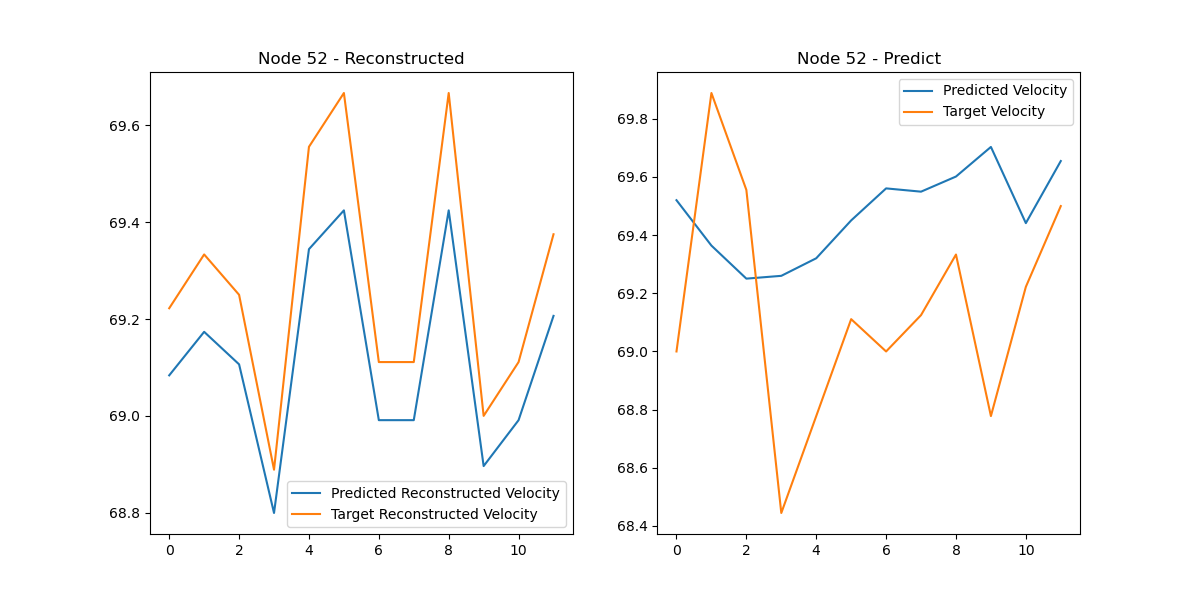 Node 52 - Reconstructed
69.6
69.4
69.2
69.0
68.8
0 2 4 6 8 10
Predicted Reconstructed Velocity
Target Reconstructed Velocity
Node 52 - Predict
69.8
69.6
69.4
69.2
69.0
68.8
68.6
68.4
0 2 4 6 8 10
Predicted Velocity
Target Velocity